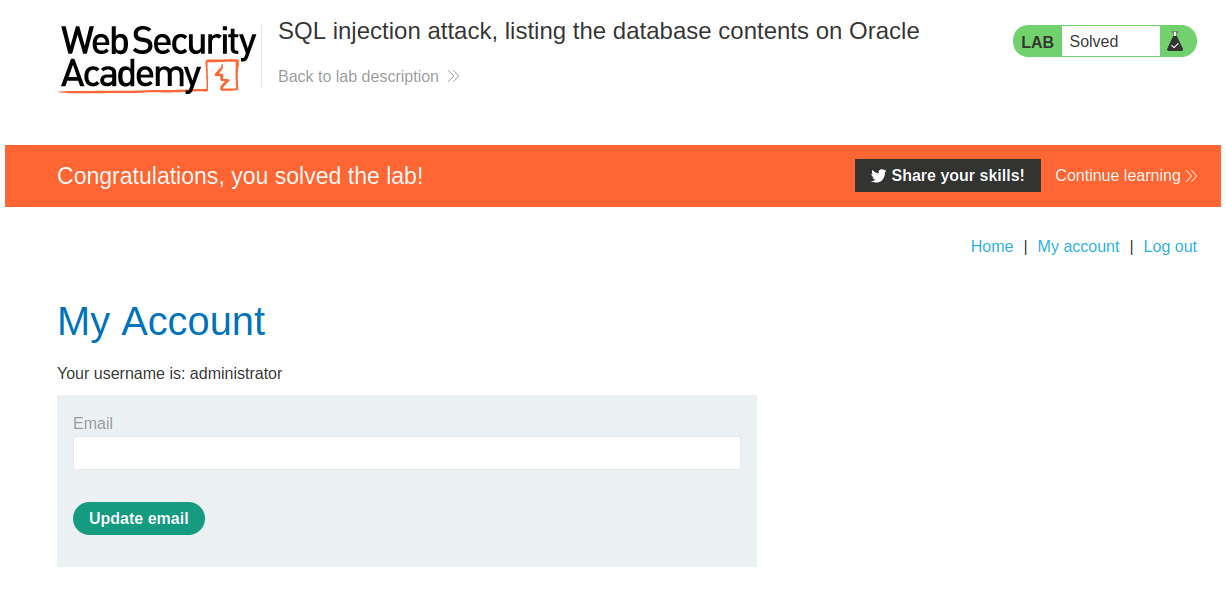 Web Security
Academy
SQL injection attack, listing the database contents on Oracle
Back to lab description
LAB Solved
Congratulations, you solved the lab!
Share your skills!
Continue learning
Home | My account | Log out
My Account
Your username is: administrator
Email
Update email